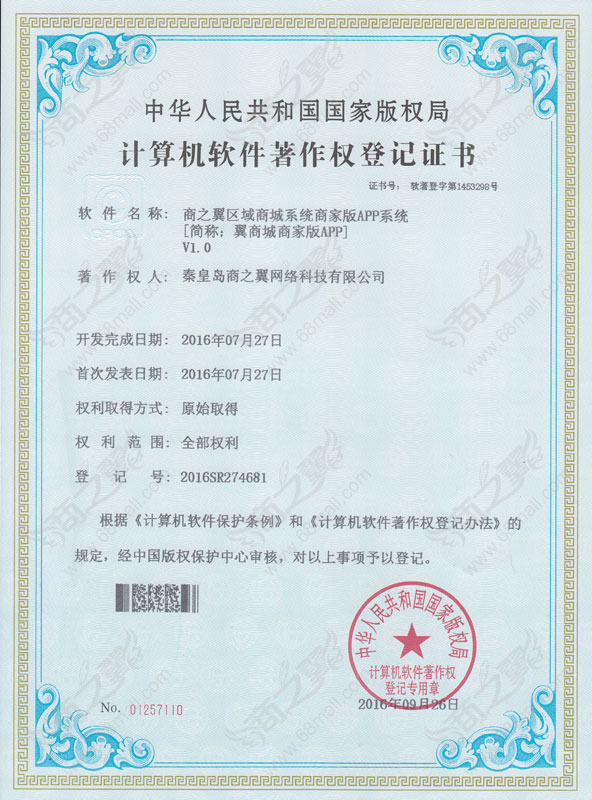 中华人民共和国国家版权局
计算机软件著作权登记证书
证书号： 软著登字第1453298号
软件名称： 商之翼区域商城系统商家版APP系统
[简称：翼商城商家版APP]
V1.0
著作权人： 秦皇岛商之翼网络科技有限公司
开发完成日期： 2016年07月27日
首次发表日期： 2016年07月27日
权利取得方式： 原始取得
权利范围： 全部权利
登记号： 2016SR274681
根据《计算机软件保护条例》和《计算机软件著作权登记办法》的
规定，经中国版权保护中心审核，对以上事项予以登记。
中华人民共和国国家版权局
计算机软件著作权
登记专用章
2016年09月26日
No. 01257110
商之翼
www.68mall.com